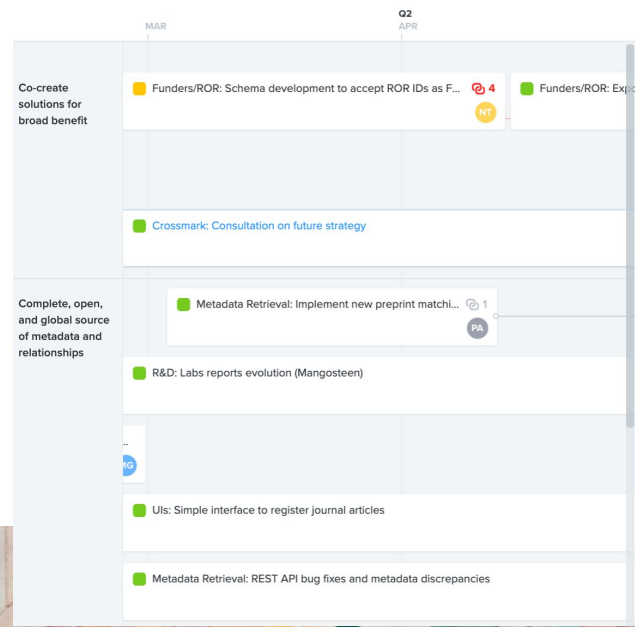 Q2
MAR
APR
Co-create
solutions for
broad benefit
Funders/ROR: Schema development to accept ROR IDs as F... 4
NT
Funders/ROR: Exp
Crossmark: Consultation on future strategy
Complete, open,
and global source
of metadata and
relationships
Metadata Retrieval: Implement new preprint matchi... 1
PA
R&D: Labs reports evolution (Mangosteen)
...
MG
UIs: Simple interface to register journal articles
Metadata Retrieval: REST API bug fixes and metadata discrepancies